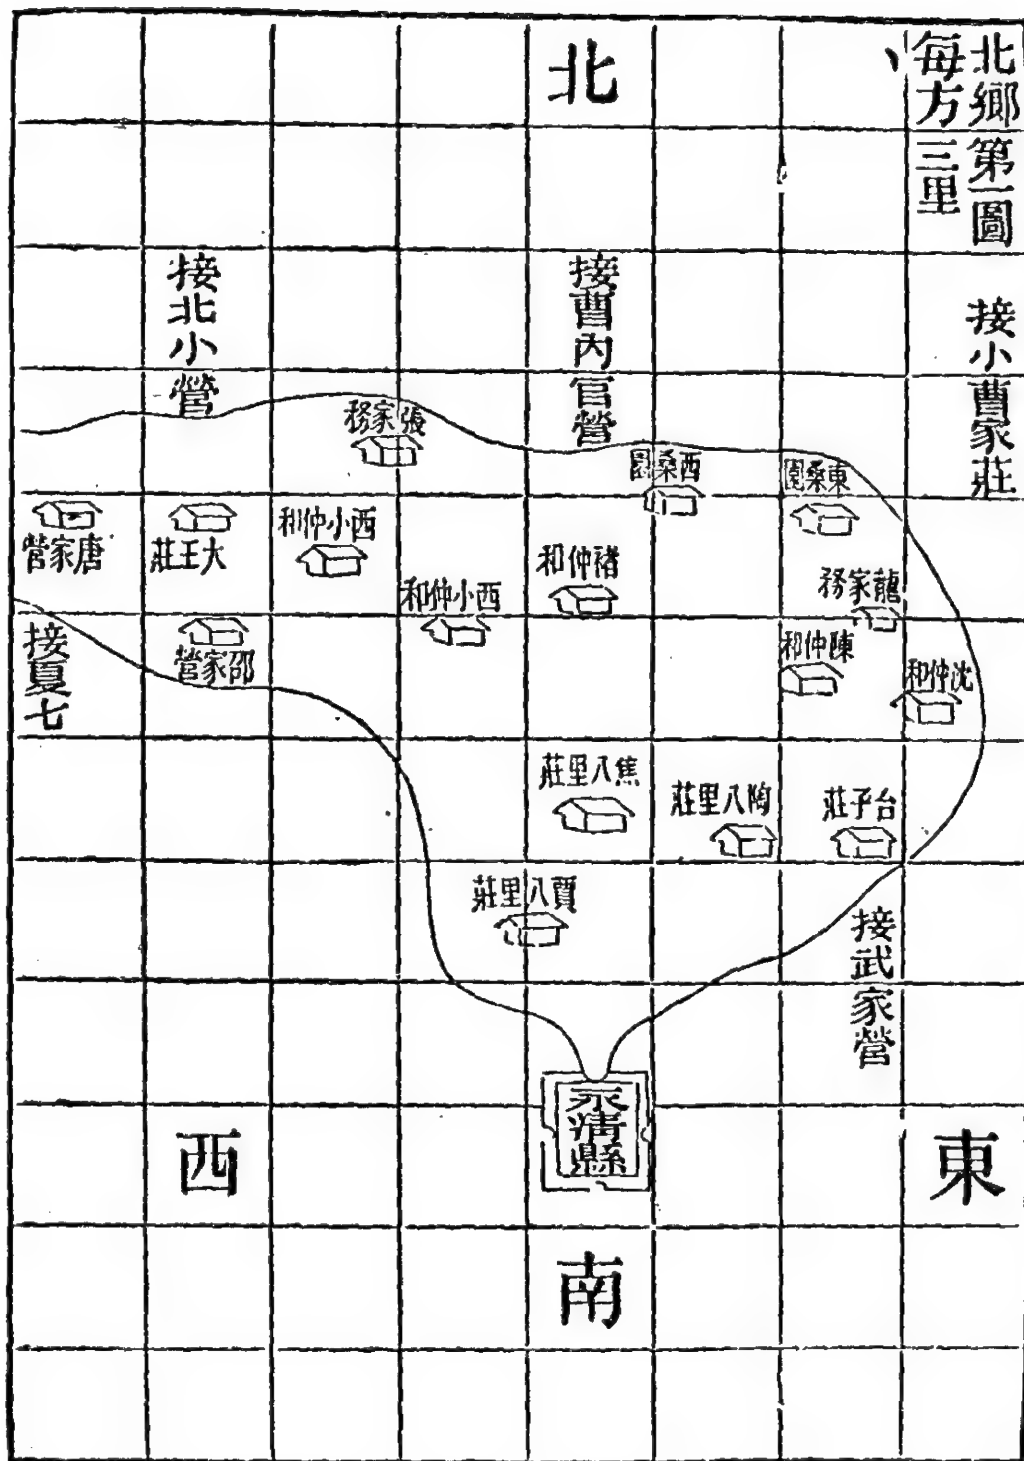 北鄉第一圖
每方三里
北
接小曹家莊
接曹內官營
接北小營
張家務
西桑園
東桑園
唐家營
大王莊
西小仲和
西小仲和
褚仲和
龍家務
陳仲和
沈仲和
邵家營
接夏七
焦八里莊
陶八里莊
台子莊
賈八里莊
接武家營
永清縣
西
東
南